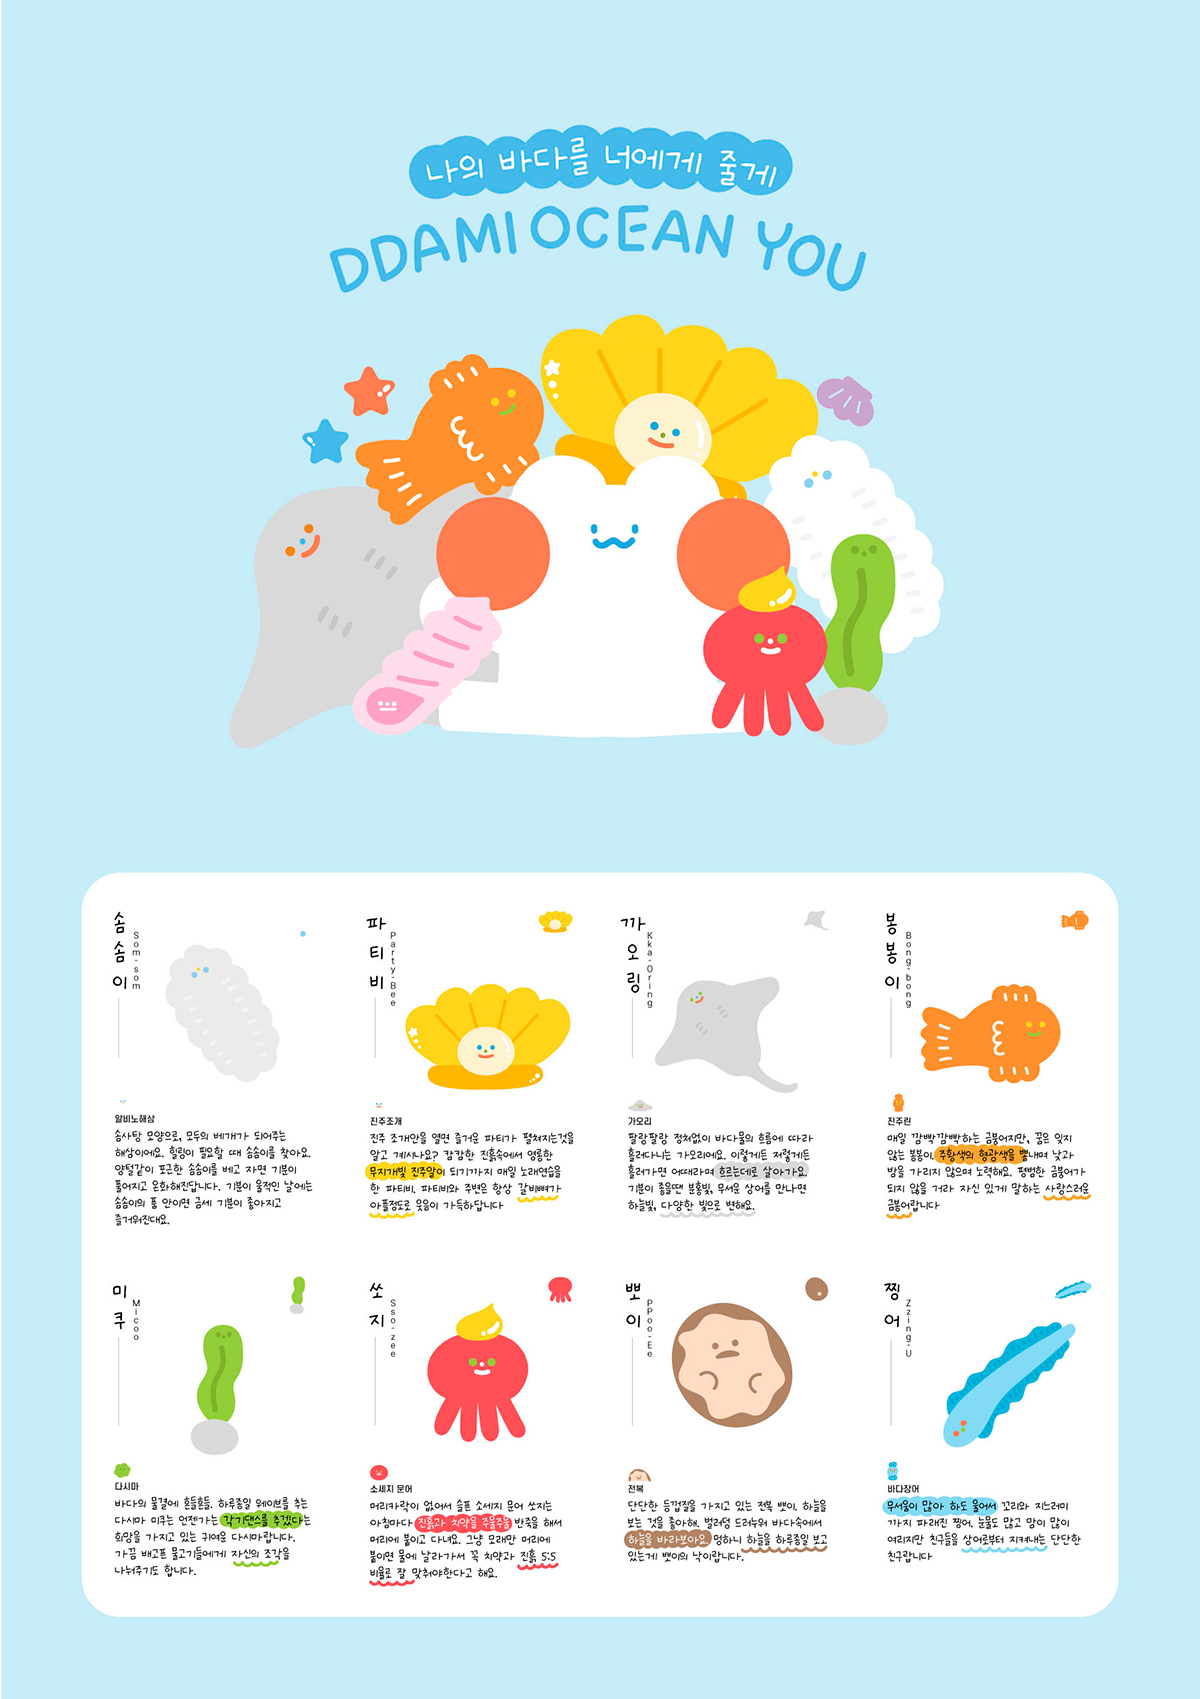 나의 바다를 너에게 줄게
DDAMI OCEAN YOU
솜솜이
Som-som
알비노해삼
솜사탕 모양으로, 모두의 베개가 되어주는
해삼이에요. 힐링이 필요할 때 솜솜이를 찾아요.
양털같이 포근한 솜솜이를 베고 자면 기분이
풀어지고 온화해진답니다. 기분이 울적인 날에는
솜솜이의 품 안이면 금세 기분이 좋아지고
즐거워진대요.
파티비
Party-Bee
진주조개
진주 조개안을 열면 즐거운 파티가 펼쳐지는것을
알고 계시나요? 캄캄한 진흙속에서 영롱한
무지개빛 진주알이 되기까지 매일 노래연습을
한 파티비. 파티비와 주변은 항상 갈비뼈가
아플정도로 웃음이 가득하답니다
까오링
Kka-Oring
가오리
팔랑팔랑 정처없이 바다물의 흐름에 따라
흘러다니는 가오리에요. 이렇게든 저렇게든
흘러가면 어때라며 흐르는데로 살아가요.
기분이 좋을땐 분홍빛, 무서운 상어를 만나면
하늘빛, 다양한 빛으로 변해요.
봉봉이
Bong-bong
진주린
매일 깜빡깜빡하는 금붕어지만, 꿈은 잊지
않는 봉봉이. 주황색의 형광색을 뽐내며 낮과
밤을 가리지 않으며 노력해요. 평범한 금붕어가
되지 않을 거라 자신 있게 말하는 사랑스러운
금붕어랍니다
미쿠
Micoo
다시마
바다의 물결에 흔들흔들. 하루종일 웨이브를 추는
다시마 미쿠는 언젠가는 각기댄스를 추겠다는
희망을 가지고 있는 귀여운 다시마랍니다.
가끔 배고픈 물고기들에게 자신의 조각을
나눠주기도 합니다.
쏘지
Sso-zee
소세지 문어
머리카락이 없어서 슬픈 소세지 문어 쏘지는
아침마다 진흙과 치약을 주물주물 반죽을 해서
머리에 붙이고 다녀요. 그냥 모래만 머리에
붙이면 물에 날라가서 꼭 치약과 진흙 5:5
비율로 잘 맞춰야한다고 해요.
뽀이
PPoo-Ee
전복
단단한 등껍질을 가지고 있는 전복 뽀이. 하늘을
보는 것을 좋아해. 벌러덩 드러누워 바다속에서
하늘을 바라보아요. 멍하니 하늘을 하루종일 보고
있는게 뽀이의 낙이랍니다.
찡어
Zzing-U
바다장어
무서움이 많아 하도 울어서 꼬리와 지느러미
까지 파래진 찡어. 눈물도 많고 맘이 많이
여리지만 친구들을 상어로부터 지켜내는 단단한
친구랍니다